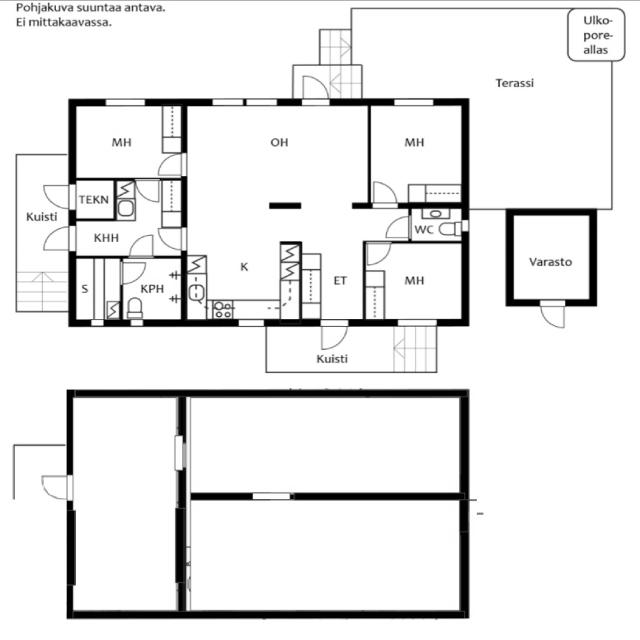 Pohjakuva suuntaa antava.
Ei mittakaavassa.
Ulko-
pore-
allas
Terassi
MH
OH
MH
TEKN
Kuisti
KHH
WC
Varasto
S
KPH
K
ET
MH
Kuisti